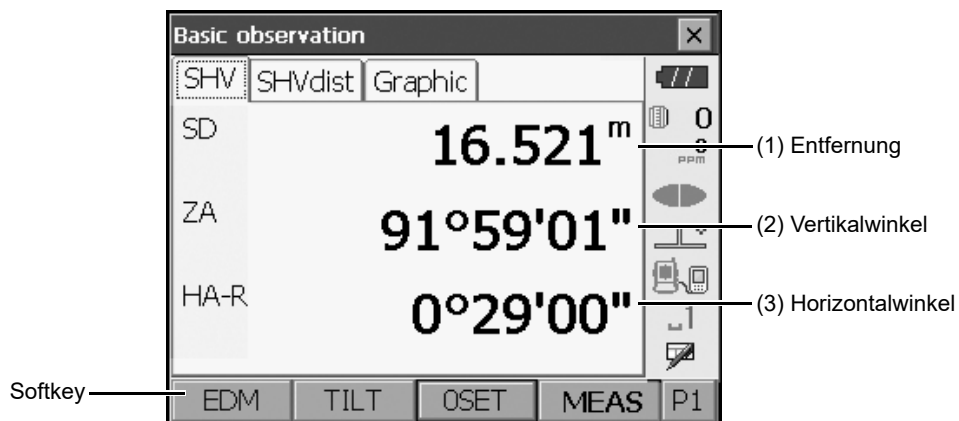 Basic observation
SHV SHVdist Graphic
SD 16.521 m
0
0
PPM
(1) Entfernung
ZA 91°59'01"
(2) Vertikalwinkel
HA-R 0°29'00"
(3) Horizontalwinkel
1
Softkey
EDM TILT 0SET MEAS P1